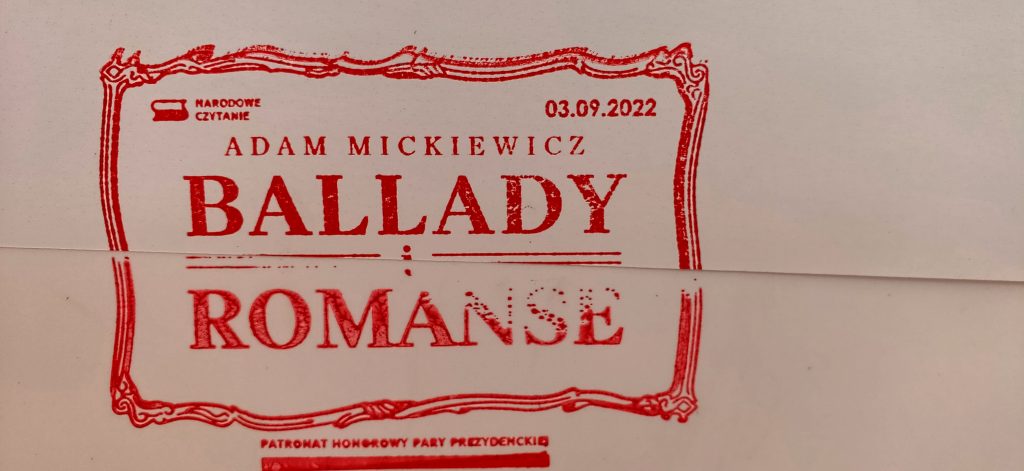 NARODOWE
CZYTANIE
03.09.2022
ADAM MICKIEWICZ
BALLADY
i
ROMANSE
PATRONAT HONOROWY PARY PREZYDENCKIEJ